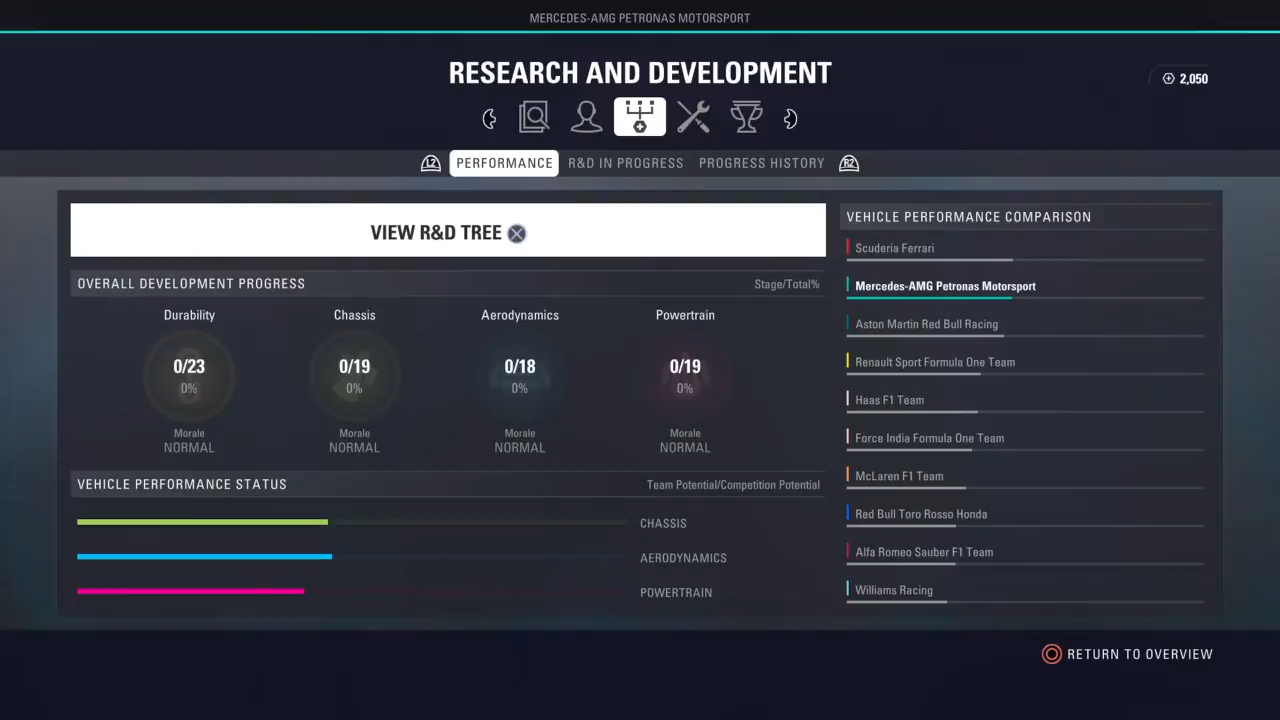 MERCEDES-AMG PETRONAS MOTORSPORT
RESEARCH AND DEVELOPMENT
2,050
L2 PERFORMANCE R&D IN PROGRESS PROGRESS HISTORY R2
VIEW R&D TREE
OVERALL DEVELOPMENT PROGRESS Stage/Total%
Durability Chassis Aerodynamics Powertrain
0/23 0/19 0/18 0/19
0% 0% 0% 0%
Morale Morale Morale Morale
NORMAL NORMAL NORMAL NORMAL
VEHICLE PERFORMANCE STATUS Team Potential/Competition Potential
CHASSIS
AERODYNAMICS
POWERTRAIN
VEHICLE PERFORMANCE COMPARISON
Scuderia Ferrari
Mercedes-AMG Petronas Motorsport
Aston Martin Red Bull Racing
Renault Sport Formula One Team
Haas F1 Team
Force India Formula One Team
McLaren F1 Team
Red Bull Toro Rosso Honda
Alfa Romeo Sauber F1 Team
Williams Racing
RETURN TO OVERVIEW